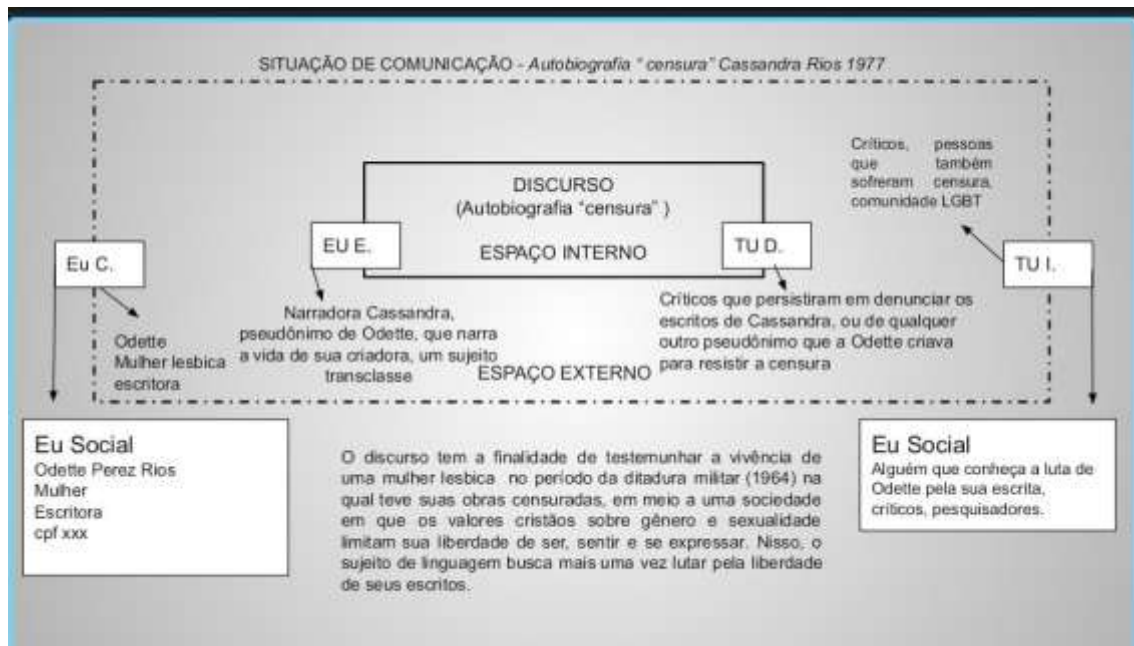 SITUAÇÃO DE COMUNICAÇÃO - Autobiografia “ censura” Cassandra Rios 1977
Críticos, pessoas
que também
sofreram censura,
comunidade LGBT
DISCURSO
(Autobiografia “censura” )
EU E.
ESPAÇO INTERNO
TU D.
Eu C.
TU I.
Odette
Mulher lesbica
escritora
Narradora Cassandra,
pseudônimo de Odette, que narra
a vida de sua criadora, um sujeito
transclasse
Críticos que persistiram em denunciar os
escritos de Cassandra, ou de qualquer
outro pseudônimo que a Odette criava
para resistir a censura
ESPAÇO EXTERNO
Eu Social
Odette Perez Rios
Mulher
Escritora
cpf xxx
O discurso tem a finalidade de testemunhar a vivência de
uma mulher lesbica no período da ditadura militar (1964) na
qual teve suas obras censuradas, em meio a uma sociedade
em que os valores cristãos sobre gênero e sexualidade
limitam sua liberdade de ser, sentir e se expressar. Nisso, o
sujeito de linguagem busca mais uma vez lutar pela liberdade
de seus escritos.
Eu Social
Alguém que conheça a luta de
Odette pela sua escrita,
críticos, pesquisadores.